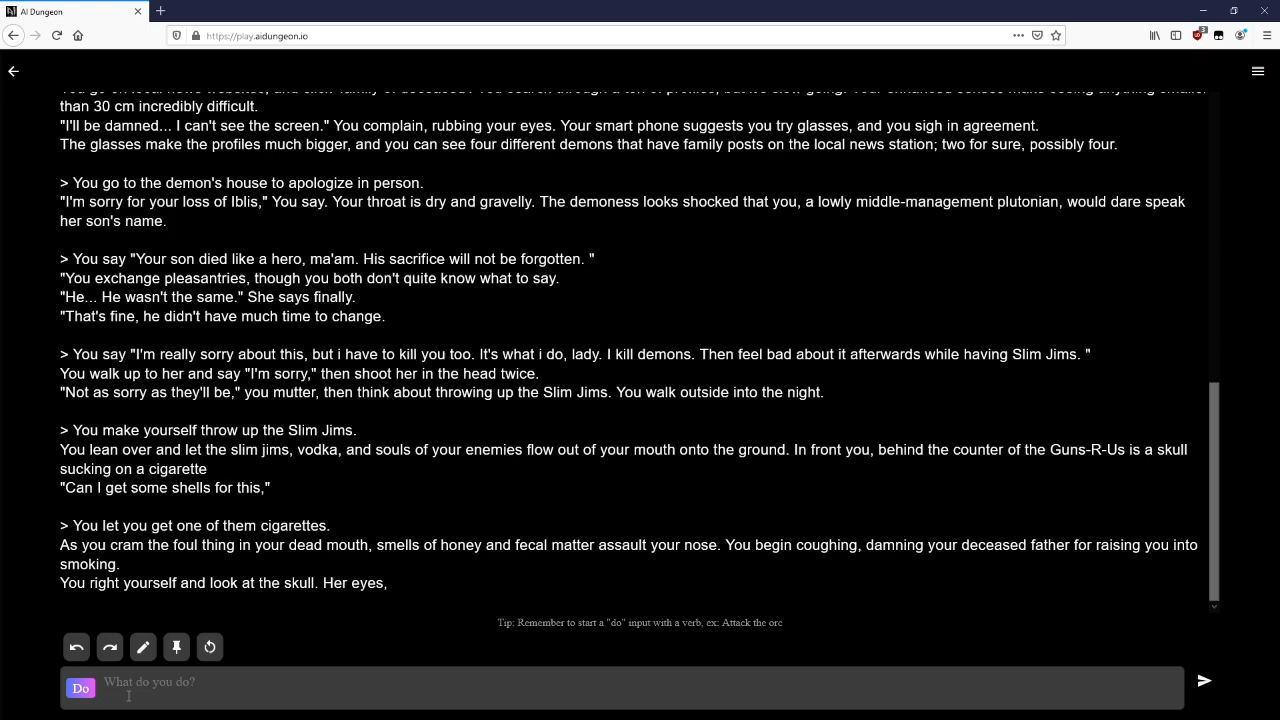 AI Dungeon
https://play.aidungeon.io
than 30 cm incredibly difficult.
"I'll be damned... I can't see the screen." You complain, rubbing your eyes. Your smart phone suggests you try glasses, and you sigh in agreement.
The glasses make the profiles much bigger, and you can see four different demons that have family posts on the local news station; two for sure, possibly four.
> You go to the demon's house to apologize in person.
"I'm sorry for your loss of Iblis," You say. Your throat is dry and gravelly. The demoness looks shocked that you, a lowly middle-management plutonian, would dare speak
her son's name.
> You say "Your son died like a hero, ma'am. His sacrifice will not be forgotten. "
"You exchange pleasantries, though you both don't quite know what to say.
"He... He wasn't the same." She says finally.
"That's fine, he didn't have much time to change.
> You say "I'm really sorry about this, but i have to kill you too. It's what i do, lady. I kill demons. Then feel bad about it afterwards while having Slim Jims. "
You walk up to her and say "I'm sorry," then shoot her in the head twice.
"Not as sorry as they'll be," you mutter, then think about throwing up the Slim Jims. You walk outside into the night.
> You make yourself throw up the Slim Jims.
You lean over and let the slim jims, vodka, and souls of your enemies flow out of your mouth onto the ground. In front you, behind the counter of the Guns-R-Us is a skull
sucking on a cigarette
"Can I get some shells for this,"
> You let you get one of them cigarettes.
As you cram the foul thing in your dead mouth, smells of honey and fecal matter assault your nose. You begin coughing, damning your deceased father for raising you into
smoking.
You right yourself and look at the skull. Her eyes,
Tip: Remember to start a "do" input with a verb, ex: Attack the orc
Do What do you do?